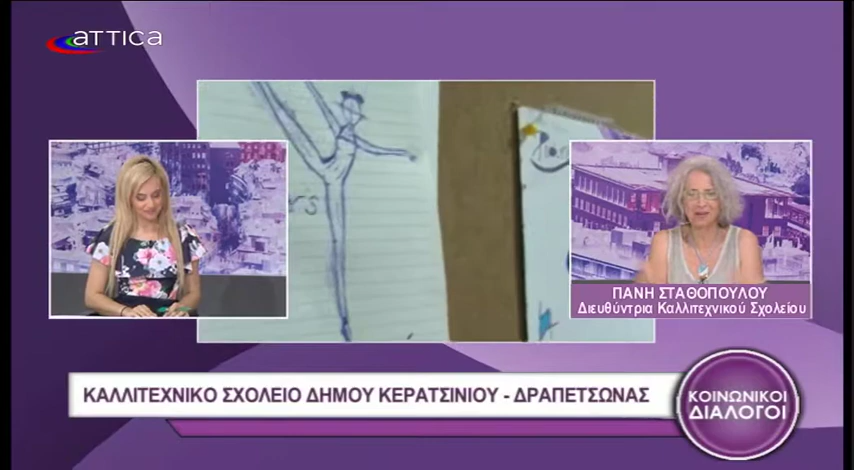 ATTICA
ΠΑΝΗ ΣΤΑΘΟΠΟΥΛΟΥ
Διευθύντρια Καλλιτεχνικού Σχολείου
ΚΑΛΛΙΤΕΧΝΙΚΟ ΣΧΟΛΕΙΟ ΔΗΜΟΥ ΚΕΡΑΤΣΙΝΙΟΥ - ΔΡΑΠΕΤΣΩΝΑΣ
ΚΟΙΝΩΝΙΚΟΙ
ΔΙΑΛΟΓΟΙ